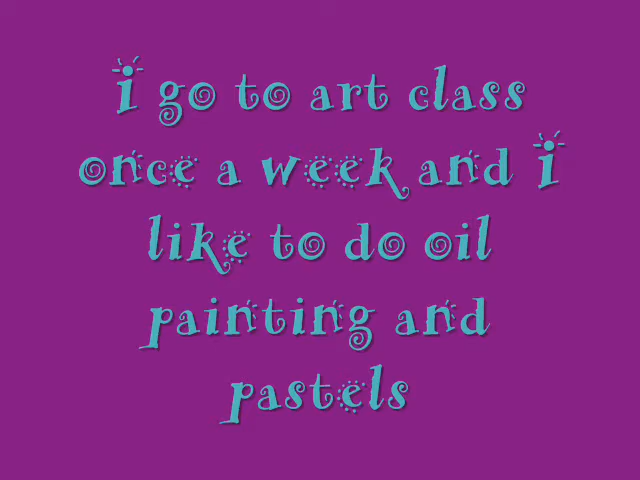 I go to art class
once a week and I
like to do oil
painting and
pastels